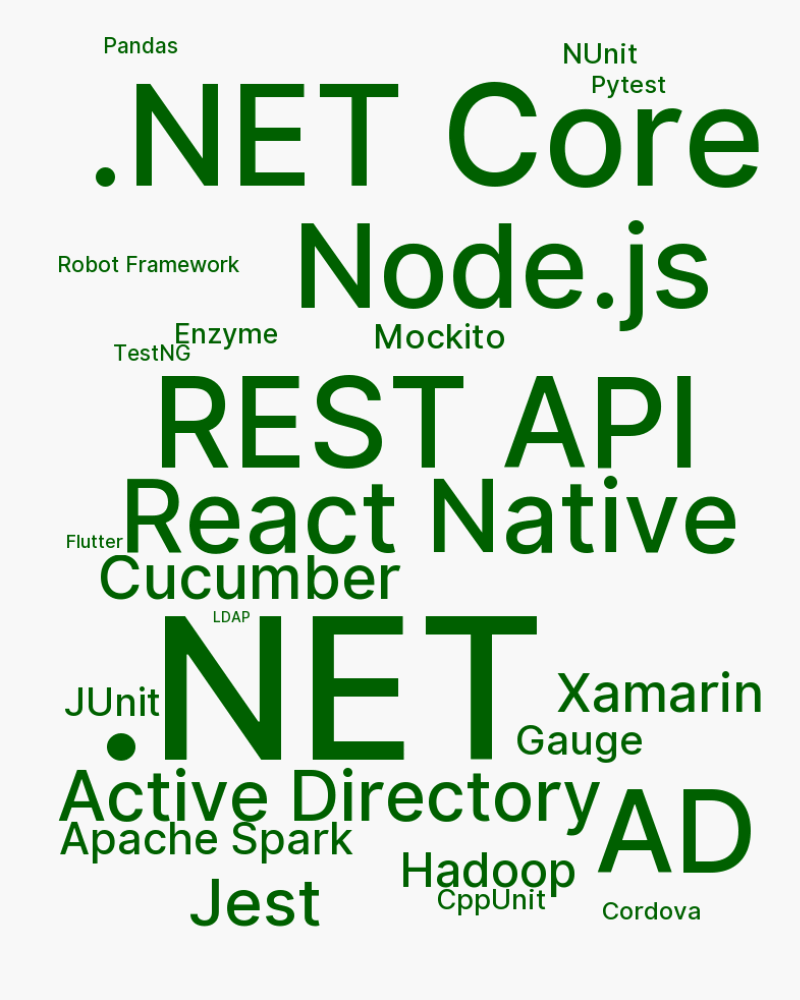 Pandas
NUnit
Pytest
.NET Core
Node.js
Robot Framework
Enzyme
Mockito
TestNG
REST API
React Native
Flutter
Cucumber
LDAP
.NET
JUnit
Xamarin
Gauge
Active Directory
AD
Apache Spark
Hadoop
CppUnit
Jest
Cordova